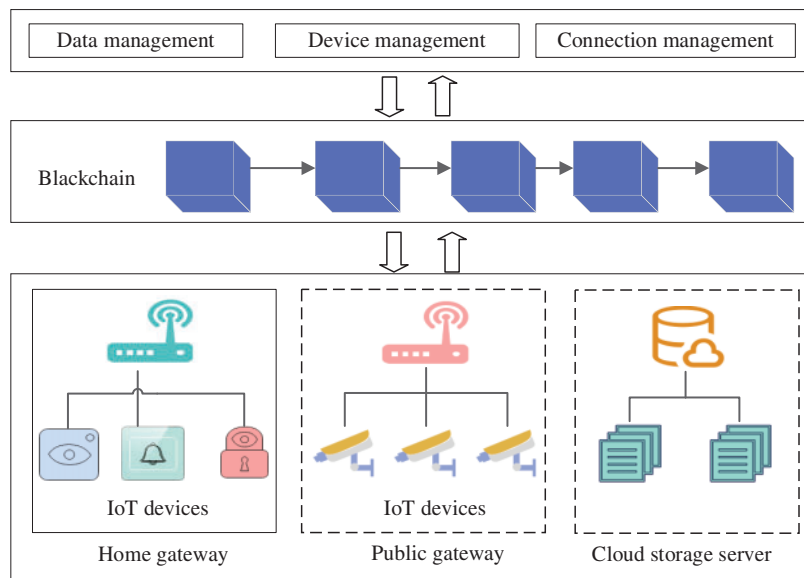 Data management
Device management
Connection management
Blackchain
IoT devices
IoT devices
Home gateway
Public gateway
Cloud storage server